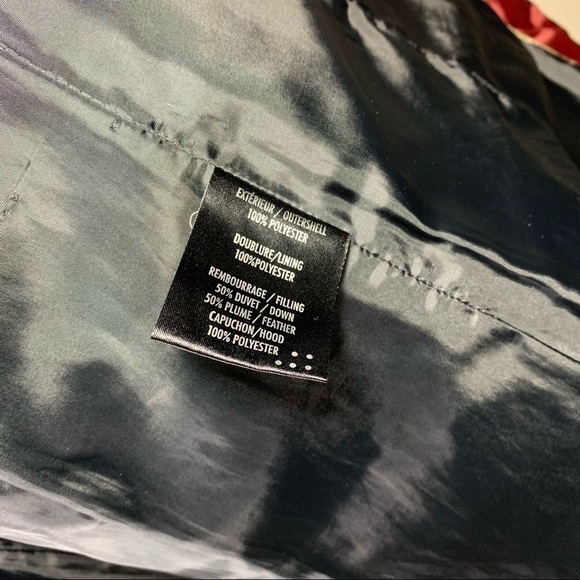 EXTÉRIEUR/OUTERSHELL
100% POLYESTER
DOUBLURE/LINING
100%POLYESTER
REMBOURRAGE/FILLING
50% DUVET/DOWN
50% PLUME/FEATHER
CAPUCHON/HOOD
100% POLYESTER